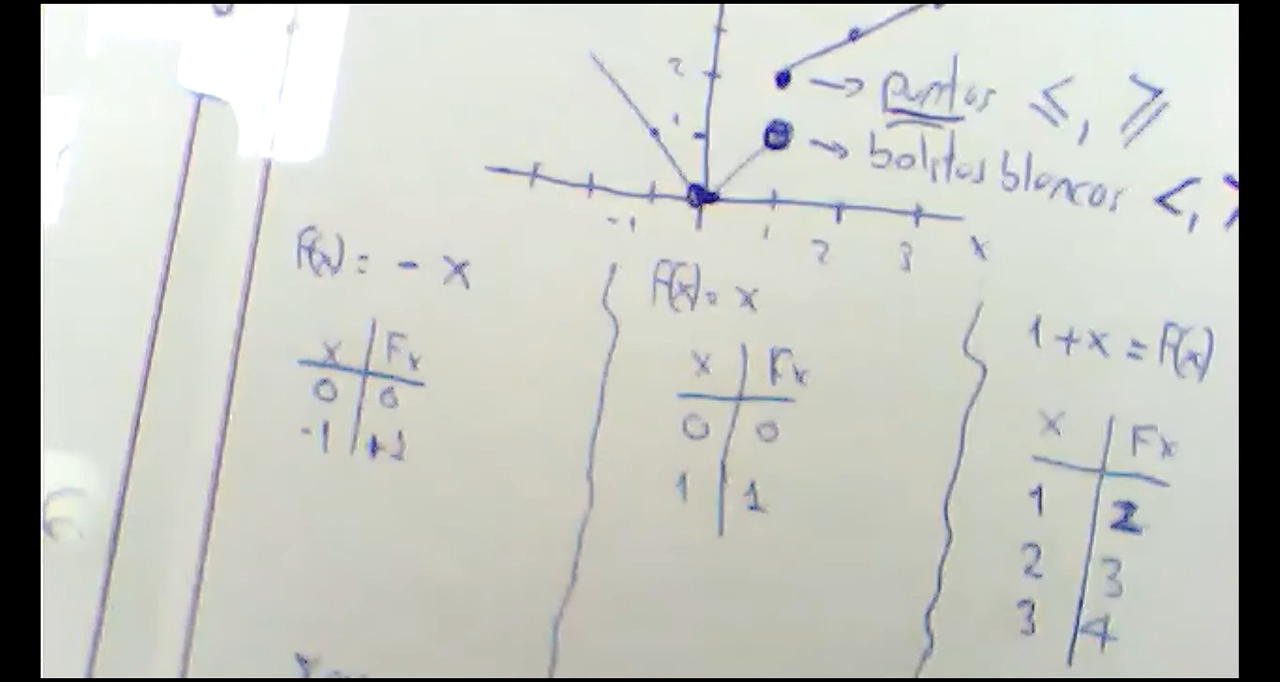 2 → puntos ≤, ≥
1 → bolitas blancas <, >
-1 1 2 3 x
F(x) = - x
x Fx
0 0
-1 +1
F(x) = x
x Fx
0 0
1 1
1+x = F(x)
x Fx
1 2
2 3
3 4